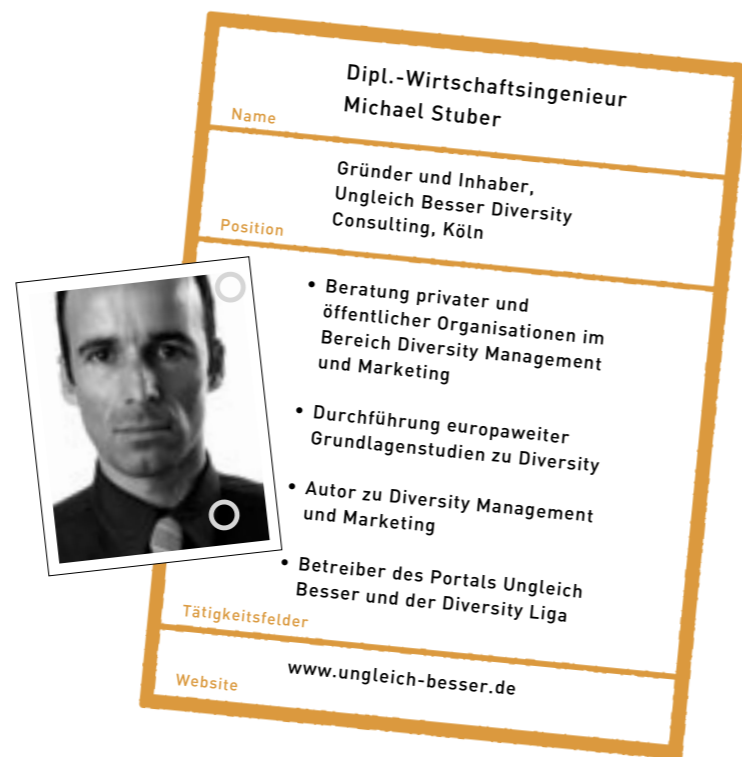 Dipl.-Wirtschaftsingenieur
Michael Stuber
Name
Gründer und Inhaber,
Ungleich Besser Diversity
Consulting, Köln
Position
• Beratung privater und
öffentlicher Organisationen im
Bereich Diversity Management
und Marketing
• Durchführung europaweiter
Grundlagenstudien zu Diversity
• Autor zu Diversity Management
und Marketing
• Betreiber des Portals Ungleich
Besser und der Diversity Liga
Tätigkeitsfelder
www.ungleich-besser.de
Website